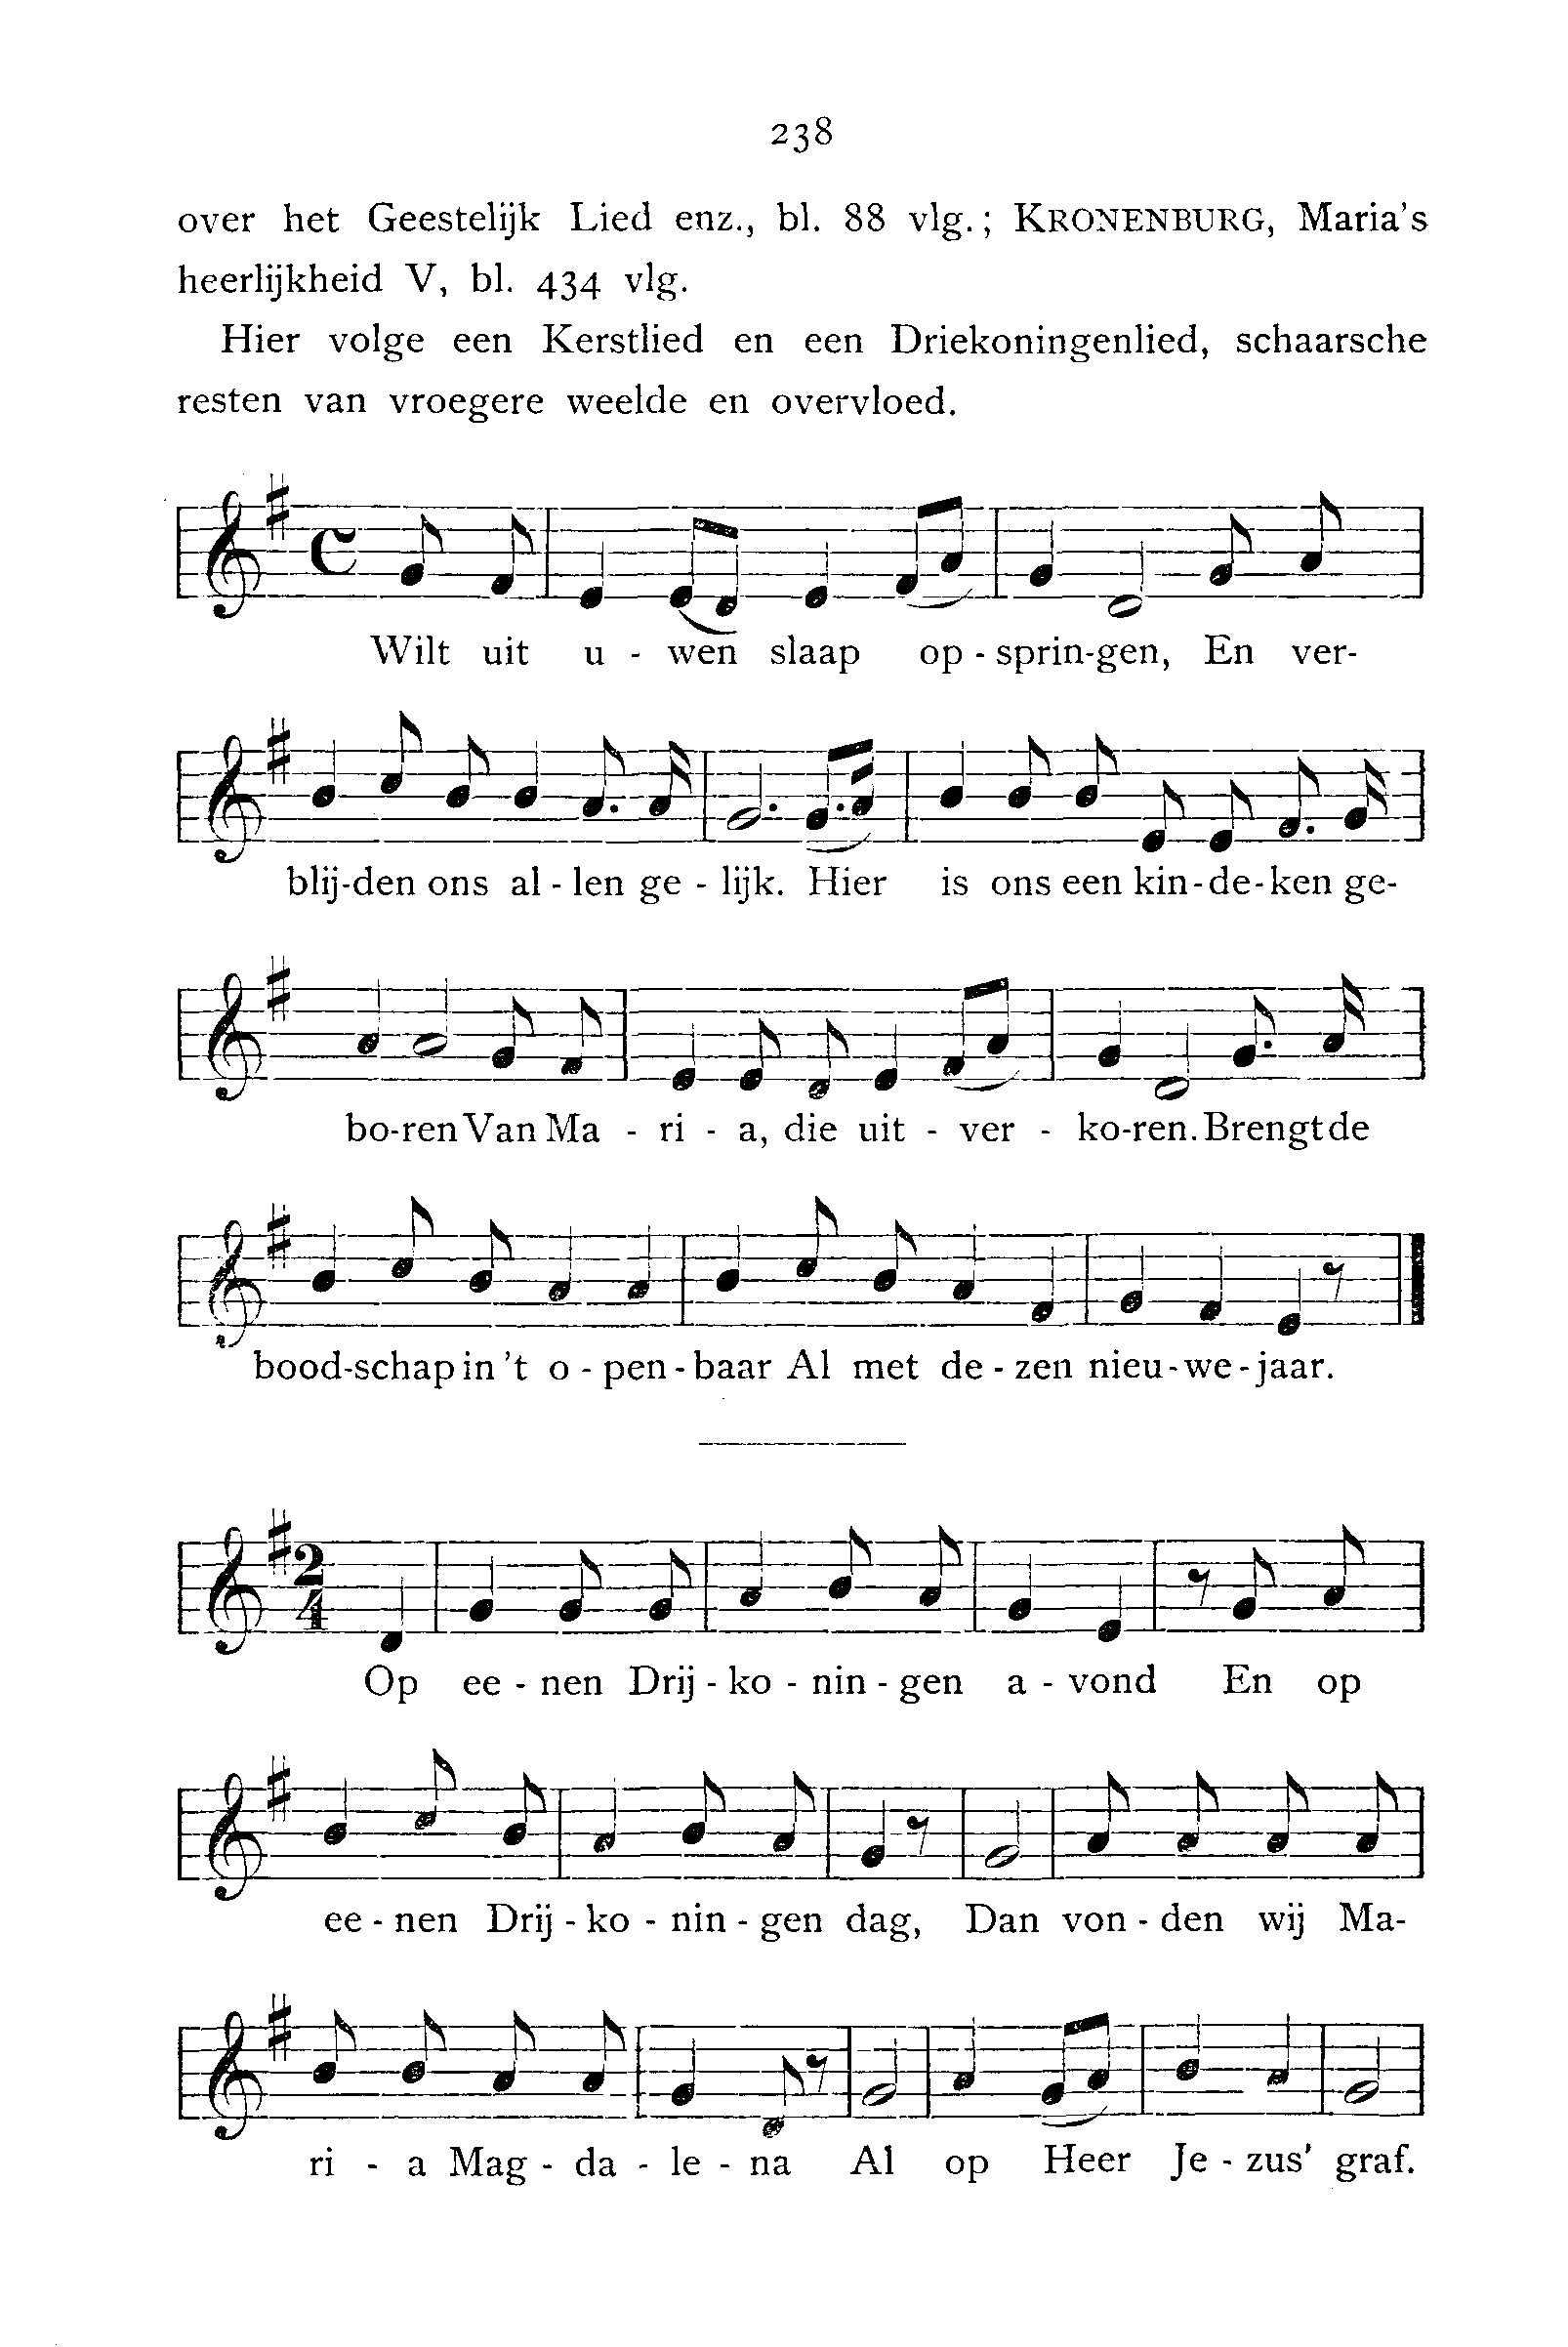 238
over het Geestelijk Lied enz., bl. 88 vlg.; KRONENBURG, Maria's
heerlijkheid V, bl. 434 vlg.
Hier volge een Kerstlied en een Driekoningenlied, schaarsche
resten van vroegere weelde en overvloed.
Wilt uit u - wen slaap op - sprin-gen, En ver-
blij-den ons al - len ge - lijk. Hier is ons een kin-de-ken ge-
bo-ren Van Ma - ri - a, die uit - ver - ko-ren. Brengt de
bood-schap in 't o - pen - baar Al met de - zen nieu-we-jaar.
2
4
Op ee - nen Drij - ko - nin - gen a - vond En op
ee - nen Drij - ko - nin - gen dag, Dan von - den wij Ma-
ri - a Mag - da - le - na Al op Heer Je - zus' graf.